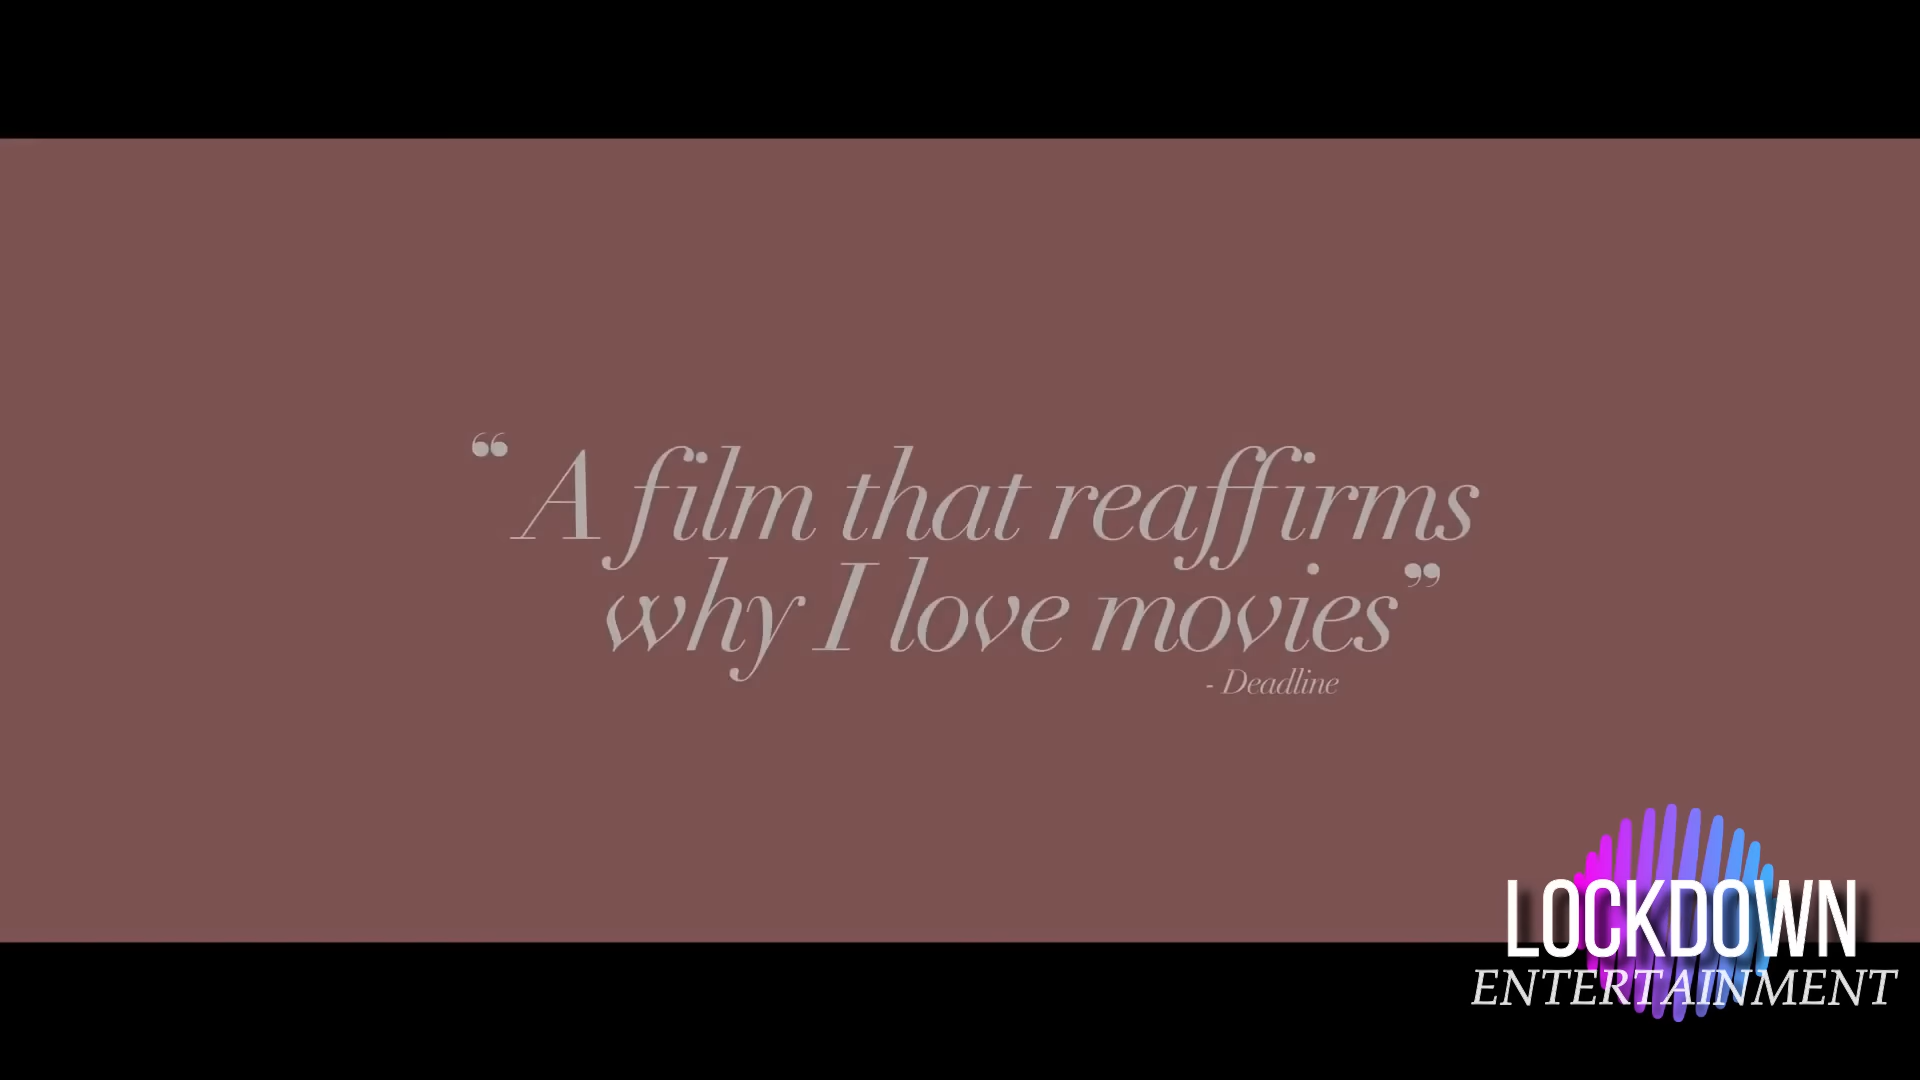 “A film that reaffirms
why I love movies”
- Deadline
LOCKDOWN
ENTERTAINMENT